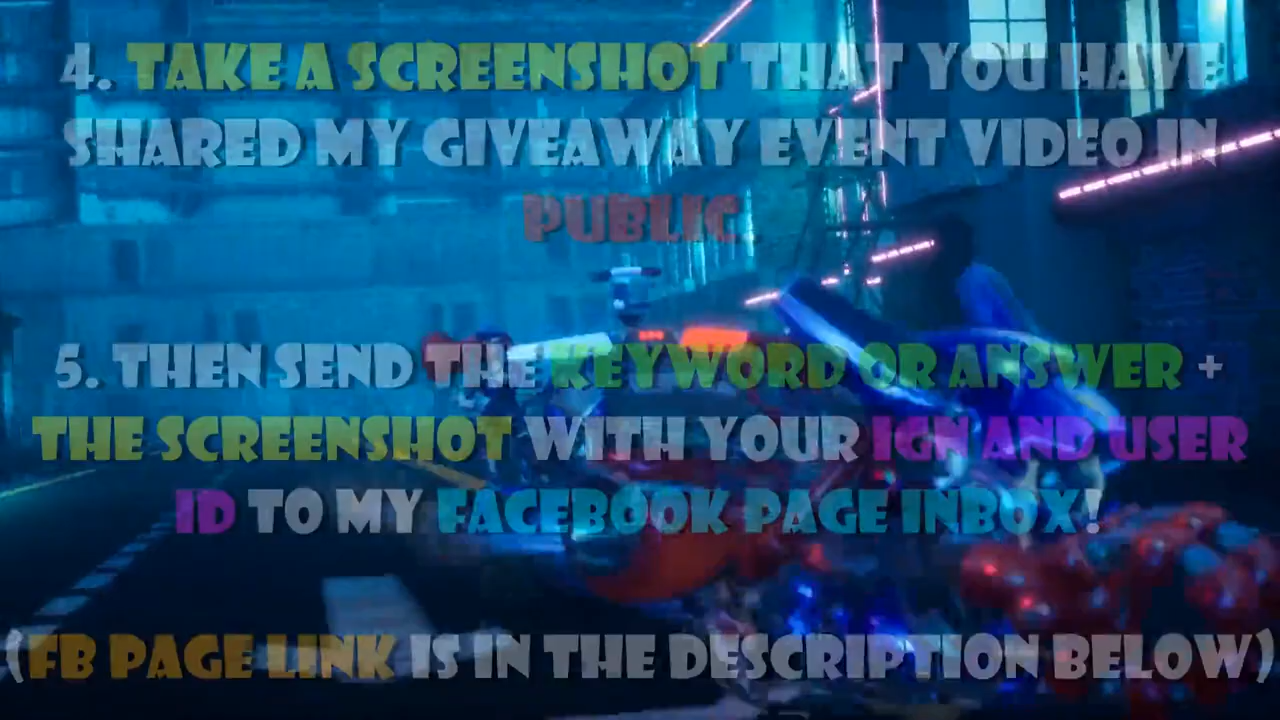 4. TAKE A SCREENSHOT THAT YOU HAVE
SHARED MY GIVEAWAY EVENT VIDEO IN
PUBLIC.
5. THEN SEND THE KEYWORD OR ANSWER +
THE SCREENSHOT WITH YOUR IGN AND USER
ID TO MY FACEBOOK PAGE INBOX!
(FB PAGE LINK IS IN THE DESCRIPTION BELOW)